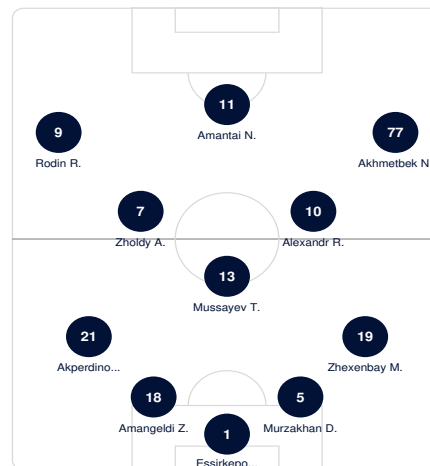 11
Amantai N.
9
77
Rodin R.
Akhmetbek N
7
10
Zholdy A.
Alexandr R.
13
Mussayev T.
21
19
Akperdino...
Zhexenbay M.
18
5
Amangeldi Z.
Murzakhan D.
1
Essirkepo...